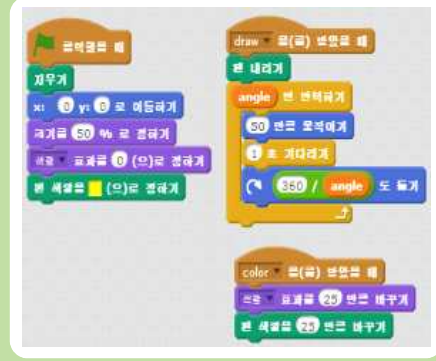 클릭했을 때
지우기
x: 0 y: 0 로 이동하기
크기를 50 % 로 정하기
색깔 효과를 0 (으)로 정하기
펜 색깔을 (으)로 정하기
draw 을(를) 받았을 때
펜 내리기
angle 번 반복하기
50 만큼 움직이기
1 초 기다리기
360 / angle 도 돌기
color 을(를) 받았을 때
색깔 효과를 25 만큼 바꾸기
펜 색깔을 25 만큼 바꾸기